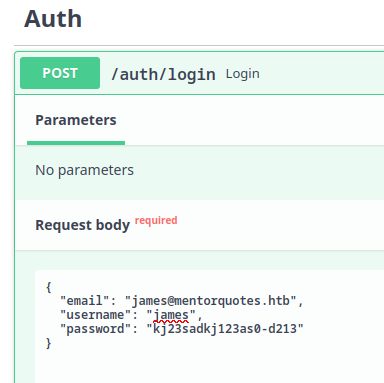 Auth
POST /auth/login Login
Parameters
No parameters
Request body required
{
"email": "james@mentorquotes.htb",
"username": "james",
"password": "kj23sadkj123as0-d213"
}